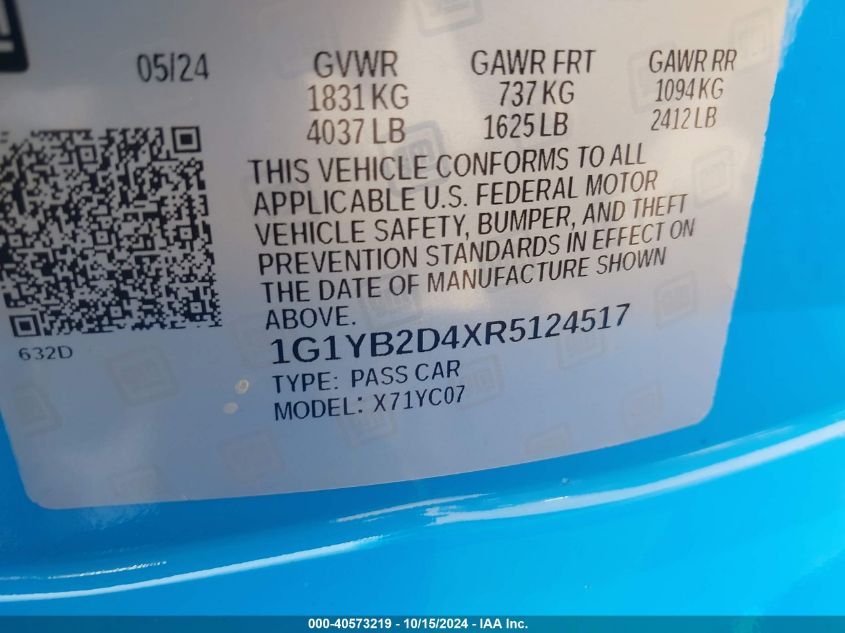 05/24 GVWR GAWR FRT GAWR RR
1831 KG 737 KG 1094 KG
4037 LB 1625 LB 2412 LB
THIS VEHICLE CONFORMS TO ALL
APPLICABLE U.S. FEDERAL MOTOR
VEHICLE SAFETY, BUMPER, AND THEFT
PREVENTION STANDARDS IN EFFECT ON
THE DATE OF MANUFACTURE SHOWN
ABOVE.
632D
1G1YB2D4XR5124517
TYPE: PASS CAR
MODEL: X71YC07
000-40573219 - 10/15/2024 - IAA Inc.